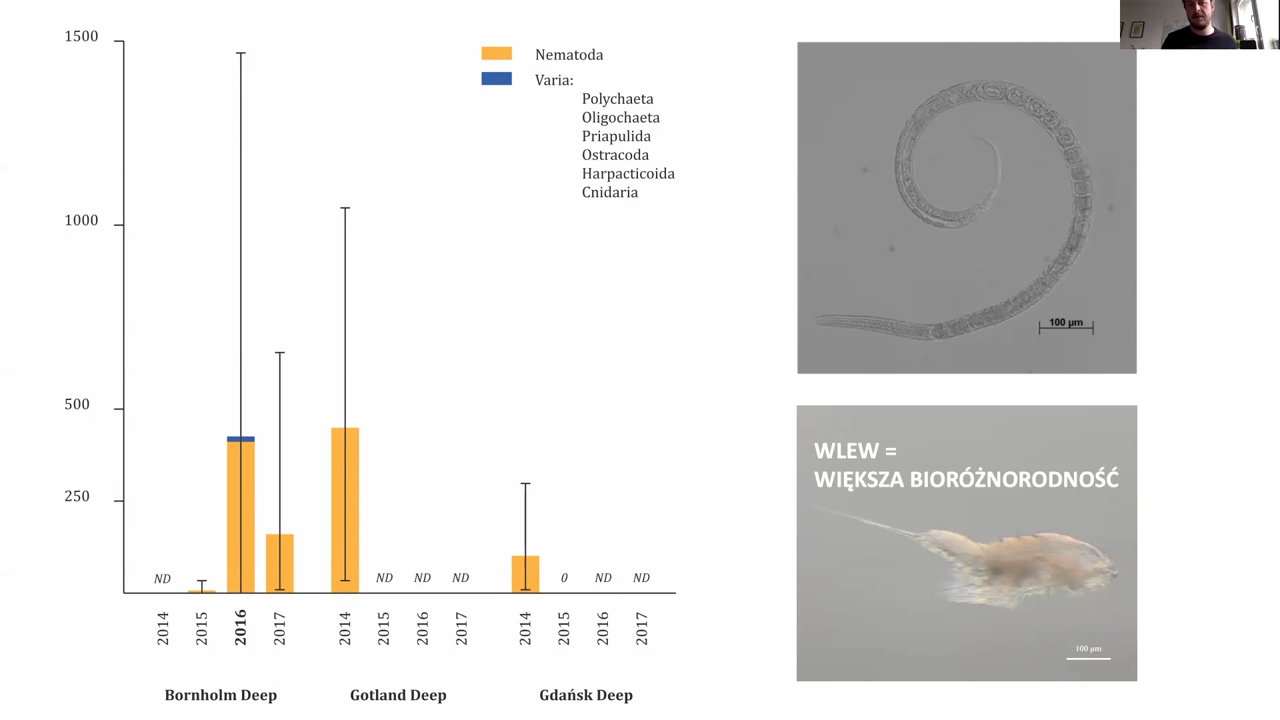 1500
1000
500
250
Nematoda
Varia:
Polychaeta
Oligochaeta
Priapulida
Ostracoda
Harpacticoida
Cnidaria
ND
ND ND ND
0 ND ND
2014 2015 2016 2017 2014 2015 2016 2017 2014 2015 2016 2017
Bornholm Deep Gotland Deep Gdańsk Deep
100 µm
WLEW =
WIĘKSZA BIORÓŻNORODNOŚĆ
100 µm